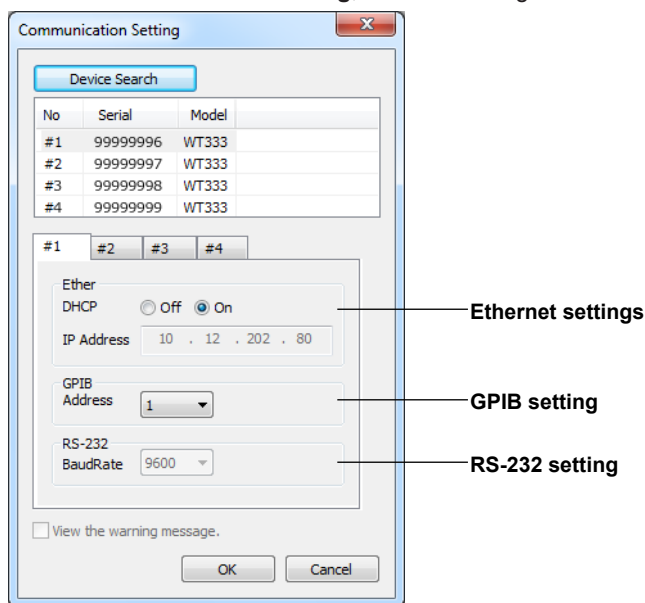 Communication Setting
Device Search
No Serial Model
#1 99999996 WT333
#2 99999997 WT333
#3 99999998 WT333
#4 99999999 WT333
#1 #2 #3 #4
Ether
DHCP Off On
IP Address 10 . 12 . 202 . 80
Ethernet settings
GPIB
Address 1
GPIB setting
RS-232
BaudRate 9600
RS-232 setting
View the warning message.
OK Cancel